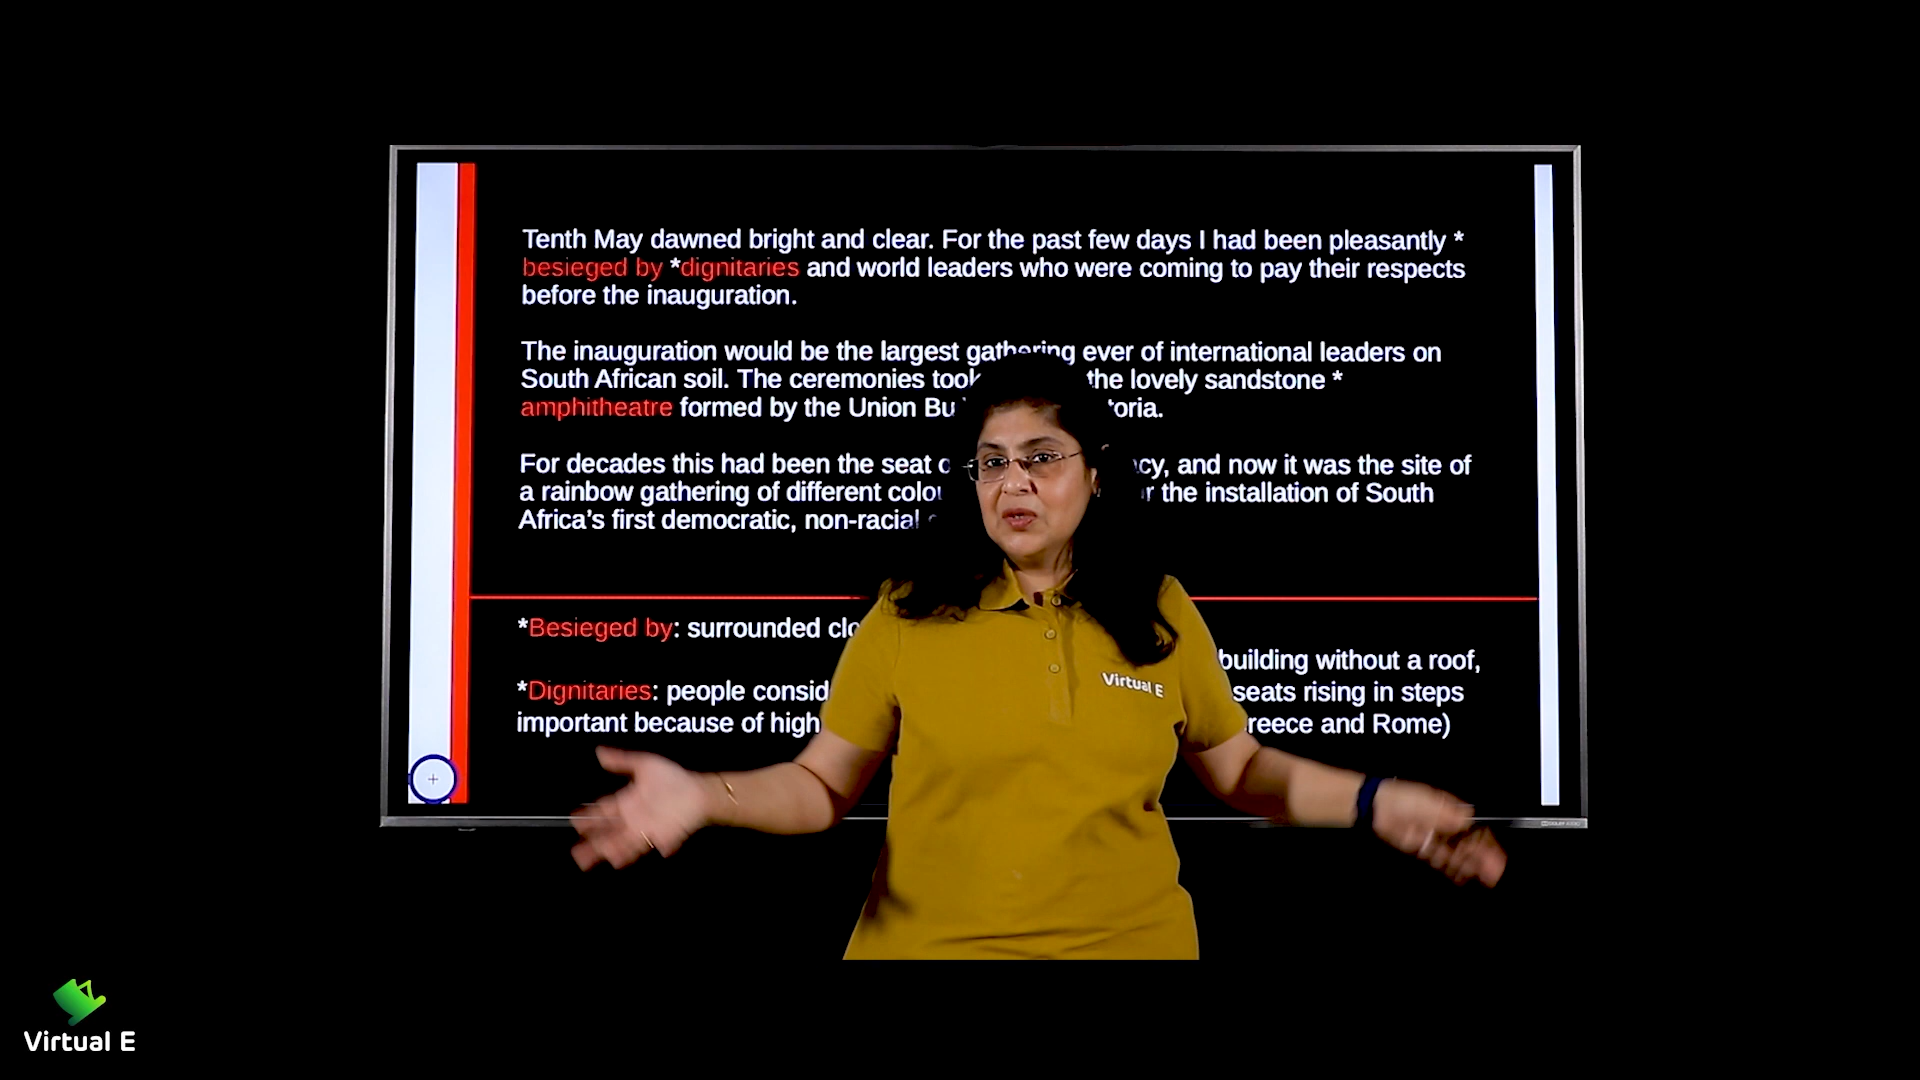 Tenth May dawned bright and clear. For the past few days I had been pleasantly *
besieged by *dignitaries and world leaders who were coming to pay their respects
before the inauguration.
The inauguration would be the largest gathering ever of international leaders on
South African soil. The ceremonies took the lovely sandstone *
amphitheatre formed by the Union
For decades this had been the seat and now it was the site of
a rainbow gathering of different the installation of South
Africa's first democratic, non-racial
*Besieged by: surrounded
*Dignitaries: people
important because of high
building without a roof,
seats rising in steps
and Rome)
Virtual E
Virtual E